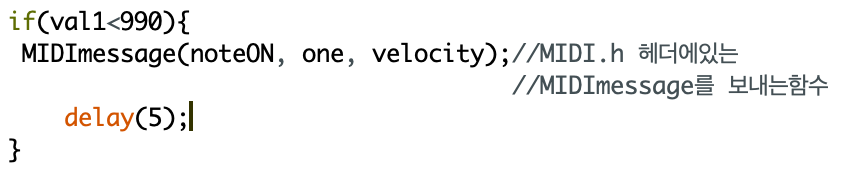 if(val1<990){
 MIDImessage(noteON, one, velocity);//MIDI.h 헤더에있는
                                    //MIDImessage를 보내는함수
    delay(5);
}